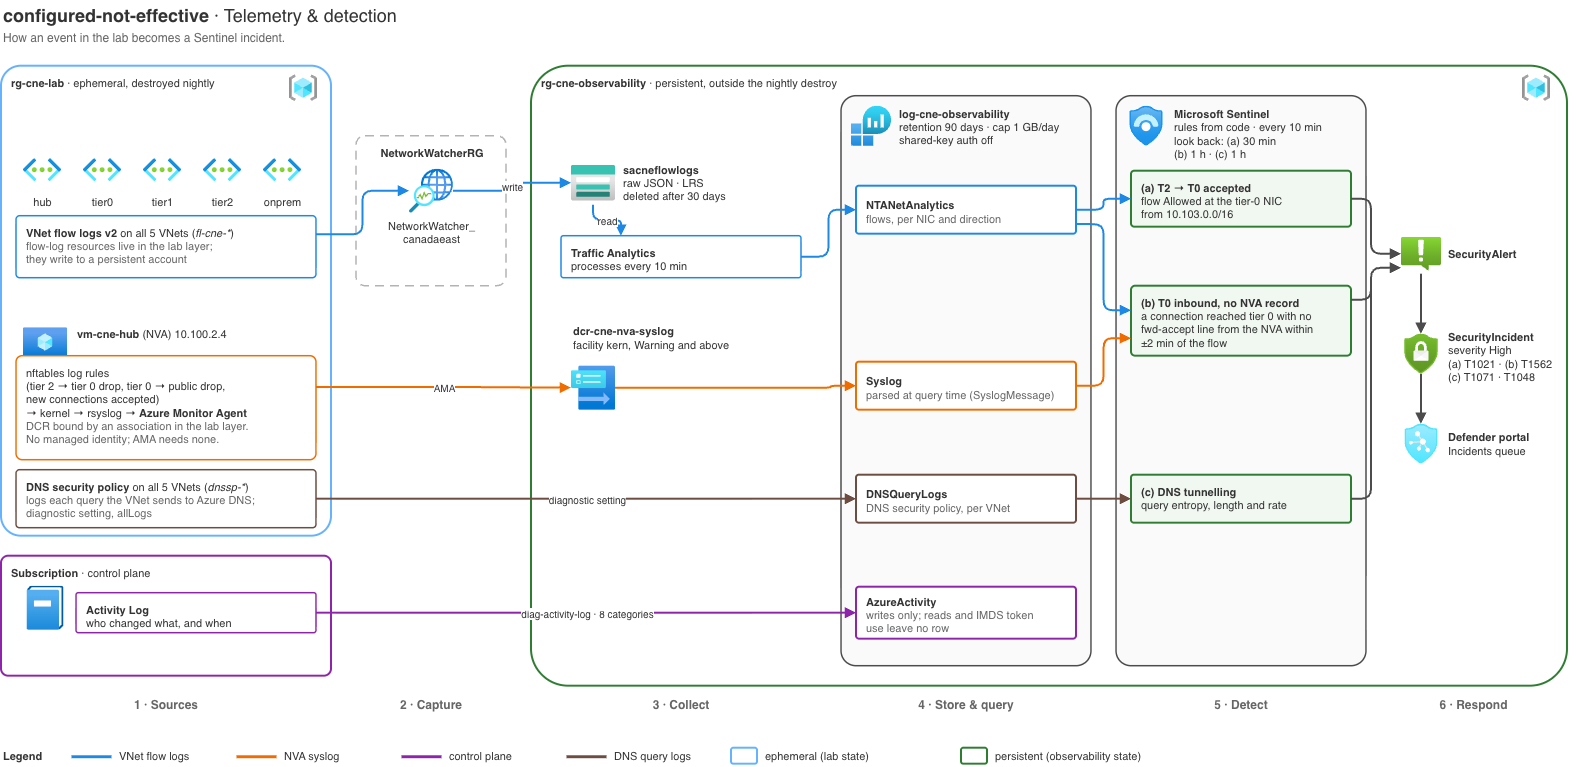 configured-not-effective · Telemetry & detection
How an event in the lab becomes a Sentinel incident.
rg-cne-lab · ephemeral, destroyed nightly
hub
tier0
tier1
tier2
onprem
VNet flow logs v2 on all 5 VNets (fl-cne-*)
flow-log resources live in the lab layer;
they write to a persistent account
vm-cne-hub (NVA) 10.100.2.4
nftables log rules
(tier 2 → tier 0 drop, tier 0 → public drop,
new connections accepted)
→ kernel → rsyslog → Azure Monitor Agent
DCR bound by an association in the lab layer.
No managed identity; AMA needs none.
DNS security policy on all 5 VNets (dnssp-*)
logs each query the VNet sends to Azure DNS;
diagnostic setting, allLogs
Subscription · control plane
Activity Log
who changed what, and when
NetworkWatcherRG
NetworkWatcher_
canadaeast
write
AMA
diagnostic setting
diag-activity-log · 8 categories
rg-cne-observability · persistent, outside the nightly destroy
sacneflowlogs
raw JSON · LRS
deleted after 30 days
read
Traffic Analytics
processes every 10 min
dcr-cne-nva-syslog
facility kern, Warning and above
log-cne-observability
retention 90 days · cap 1 GB/day
shared-key auth off
NTANetAnalytics
flows, per NIC and direction
Syslog
parsed at query time (SyslogMessage)
DNSQueryLogs
DNS security policy, per VNet
AzureActivity
writes only; reads and IMDS token
use leave no row
Microsoft Sentinel
rules from code · every 10 min
look back: (a) 30 min
(b) 1 h · (c) 1 h
(a) T2 → T0 accepted
flow Allowed at the tier-0 NIC
from 10.103.0.0/16
(b) T0 inbound, no NVA record
a connection reached tier 0 with no
fwd-accept line from the NVA within
±2 min of the flow
(c) DNS tunnelling
query entropy, length and rate
SecurityAlert
SecurityIncident
severity High
(a) T1021 · (b) T1562
(c) T1071 · T1048
Defender portal
Incidents queue
1 · Sources
2 · Capture
3 · Collect
4 · Store & query
5 · Detect
6 · Respond
Legend
VNet flow logs
NVA syslog
control plane
DNS query logs
ephemeral (lab state)
persistent (observability state)